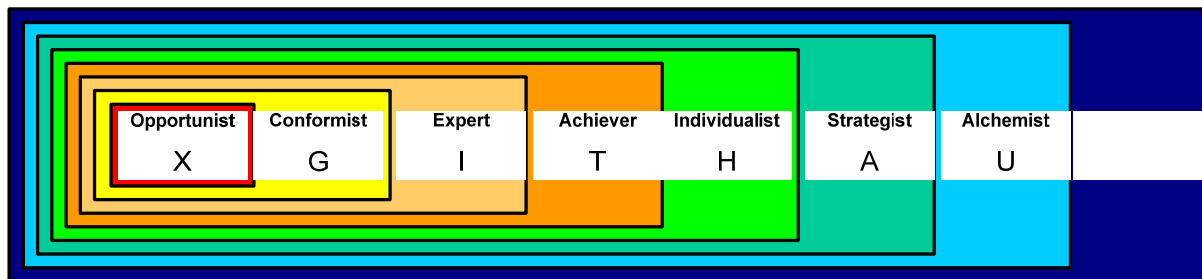 Opportunist Conformist Expert Achiever Individualist Strategist Alchemist
X G I T H A U